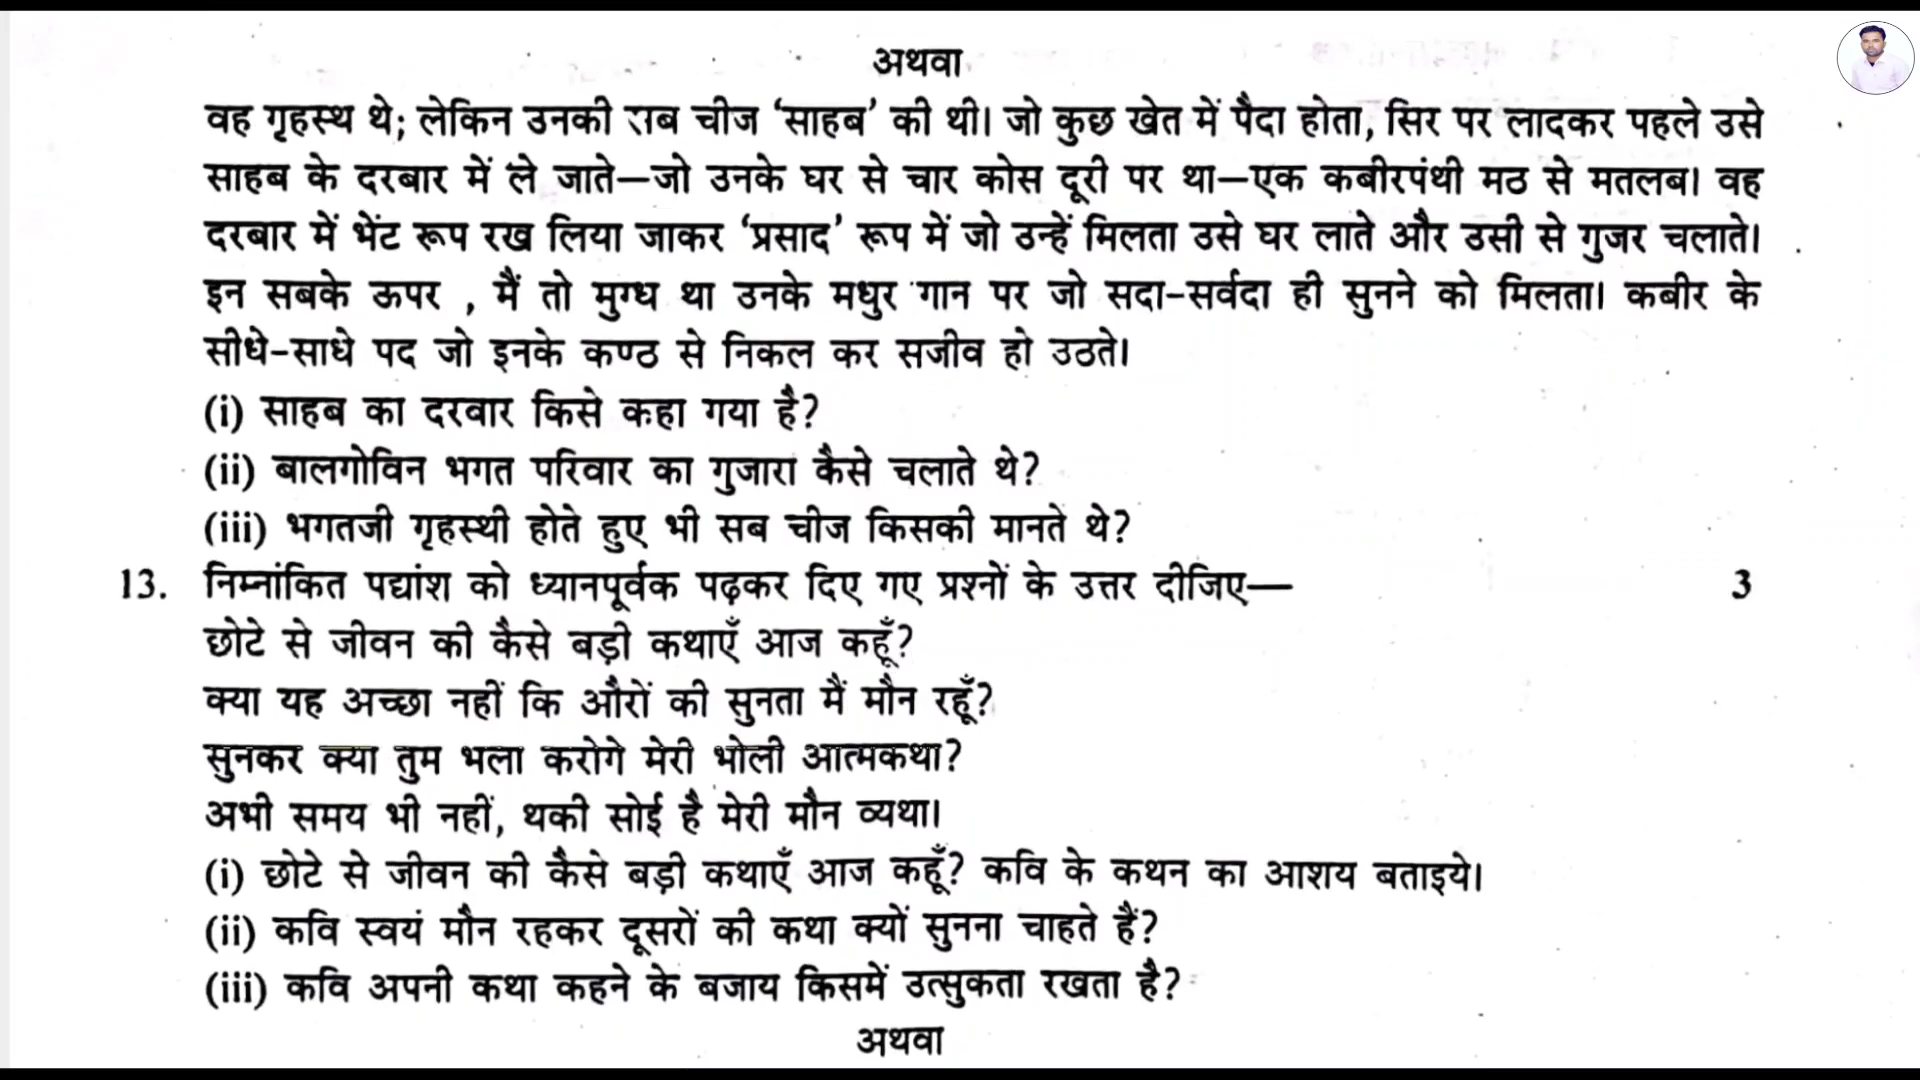 अथवा
वह गृहस्थ थे; लेकिन उनकी सब चीज 'साहब' की थी। जो कुछ खेत में पैदा होता, सिर पर लादकर पहले उसे
साहब के दरबार में ले जाते—जो उनके घर से चार कोस दूरी पर था—एक कबीरपंथी मठ से मतलब। वह
दरबार में भेंट रूप रख लिया जाकर 'प्रसाद' रूप में जो उन्हें मिलता उसे घर लाते और उसी से गुजर चलाते।
इन सबके ऊपर , मैं तो मुग्ध था उनके मधुर गान पर जो सदा-सर्वदा ही सुनने को मिलता। कबीर के
सीधे-साधे पद जो इनके कण्ठ से निकल कर सजीव हो उठते।
(i) साहब का दरवार किसे कहा गया है?
(ii) बालगोविन भगत परिवार का गुजारा कैसे चलाते थे?
(iii) भगतजी गृहस्थी होते हुए भी सब चीज किसकी मानते थे?
13. निम्नांकित पद्यांश को ध्यानपूर्वक पढ़कर दिए गए प्रश्नों के उत्तर दीजिए— 3
छोटे से जीवन की कैसे बड़ी कथाएँ आज कहूँ?
क्या यह अच्छा नहीं कि औरों की सुनता मैं मौन रहूँ?
सुनकर क्या तुम भला करोगे मेरी भोली आत्मकथा?
अभी समय भी नहीं, थकी सोई है मेरी मौन व्यथा।
(i) छोटे से जीवन की कैसे बड़ी कथाएँ आज कहूँ? कवि के कथन का आशय बताइये।
(ii) कवि स्वयं मौन रहकर दूसरों की कथा क्यों सुनना चाहते हैं?
(iii) कवि अपनी कथा कहने के बजाय किसमें उत्सुकता रखता है?
अथवा